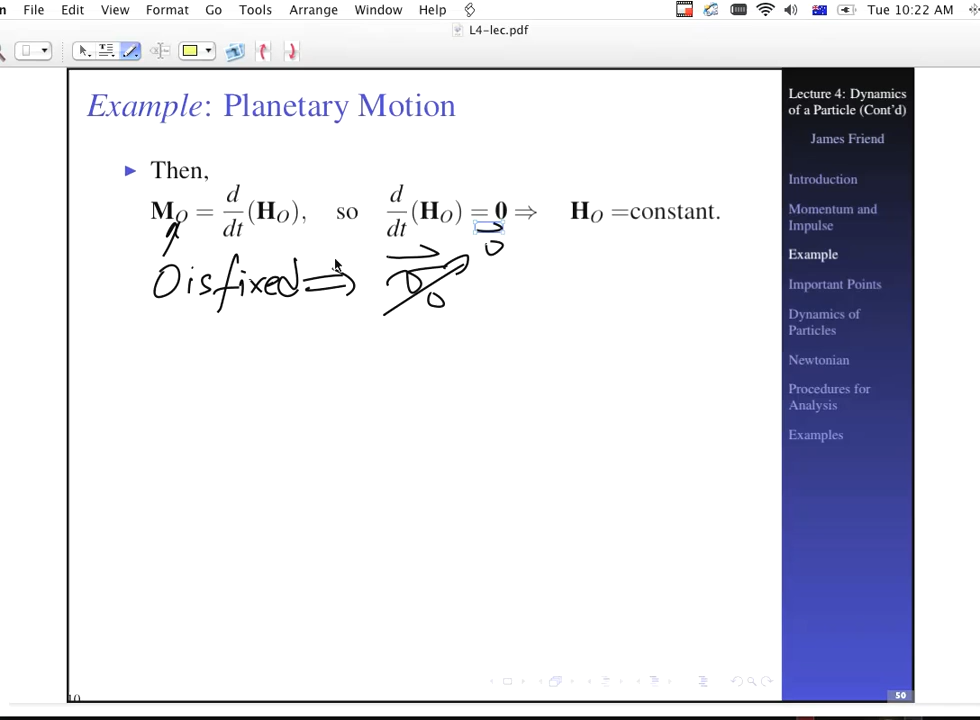 File Edit View Format Go Tools Arrange Window Help Tue 10:22 AM
L4-lec.pdf
Example: Planetary Motion
Then,
M_O = d/dt (H_O), so d/dt (H_O) = 0 ⇒ H_O =constant.
0
O is fixed ⇒
Lecture 4: Dynamics
of a Particle (Cont'd)
James Friend
Introduction
Momentum and
Impulse
Example
Important Points
Dynamics of
Particles
Newtonian
Procedures for
Analysis
Examples
50